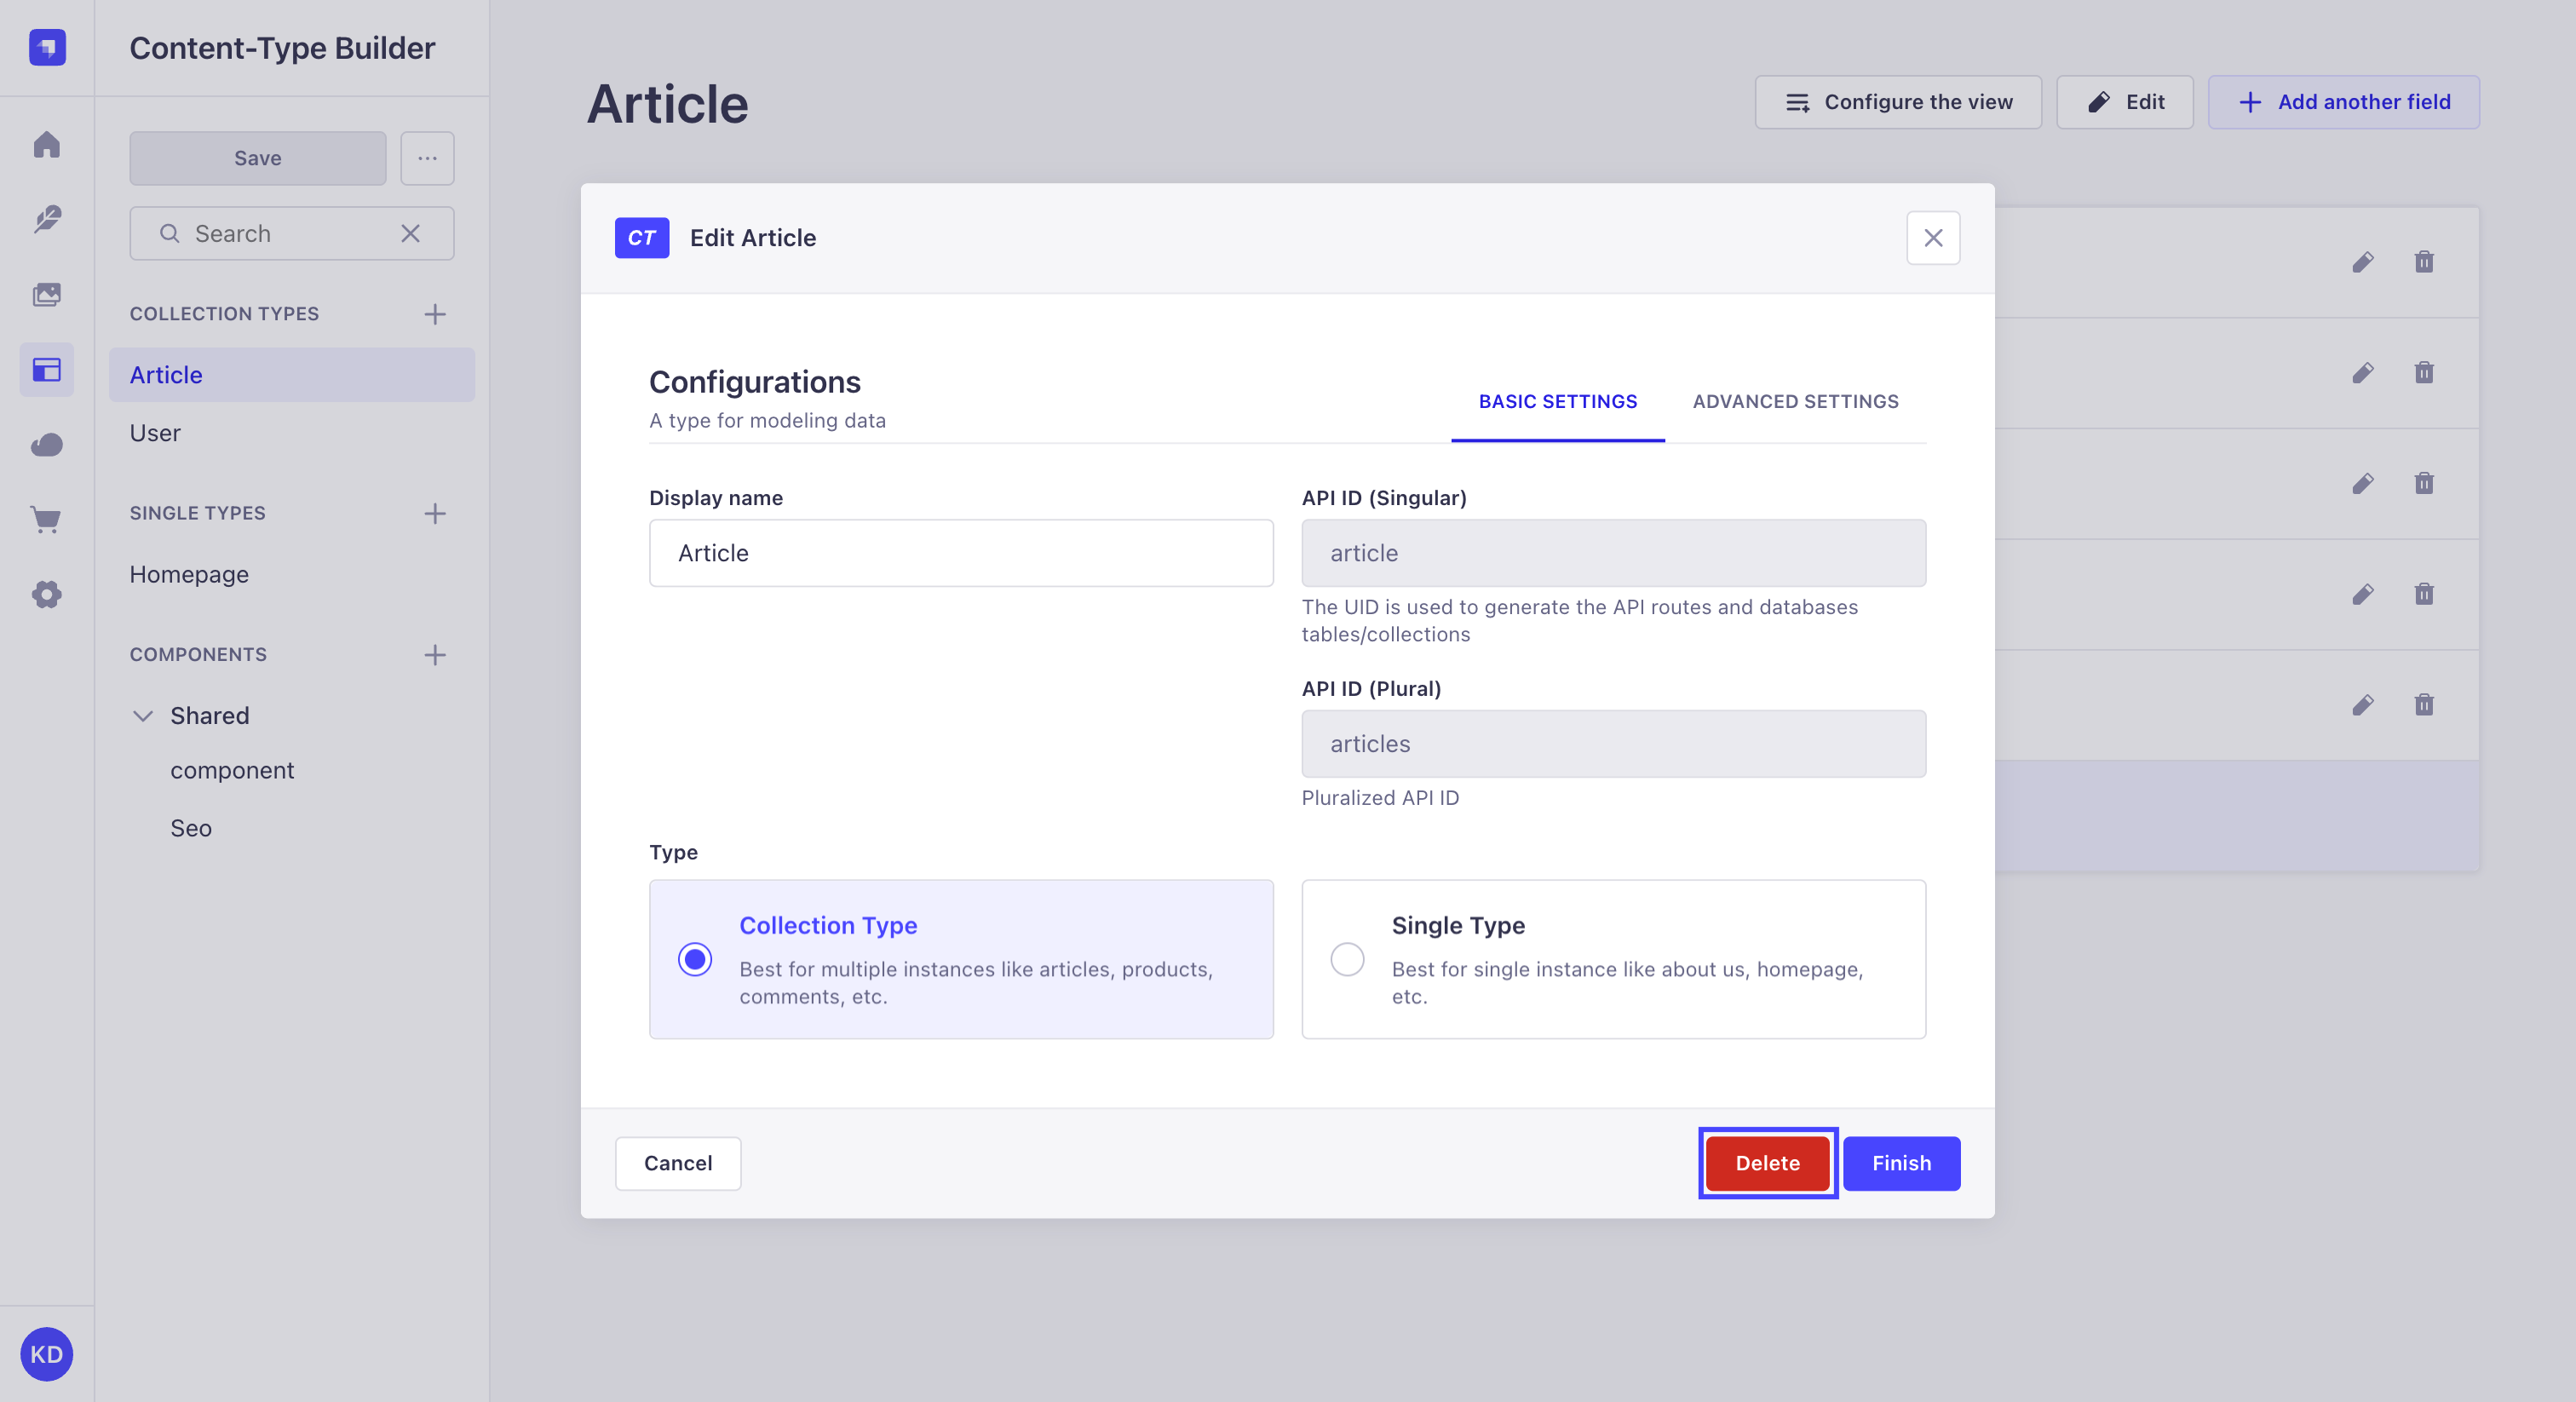 Content-Type Builder
Save
Search
COLLECTION TYPES
Article
User
SINGLE TYPES
Homepage
COMPONENTS
Shared
component
Seo
KD
Article
Configure the view
Edit
Add another field
CT
Edit Article
Configurations
A type for modeling data
BASIC SETTINGS
ADVANCED SETTINGS
Display name
Article
API ID (Singular)
article
The UID is used to generate the API routes and databases
tables/collections
API ID (Plural)
articles
Pluralized API ID
Type
Collection Type
Best for multiple instances like articles, products,
comments, etc.
Single Type
Best for single instance like about us, homepage,
etc.
Cancel
Delete
Finish